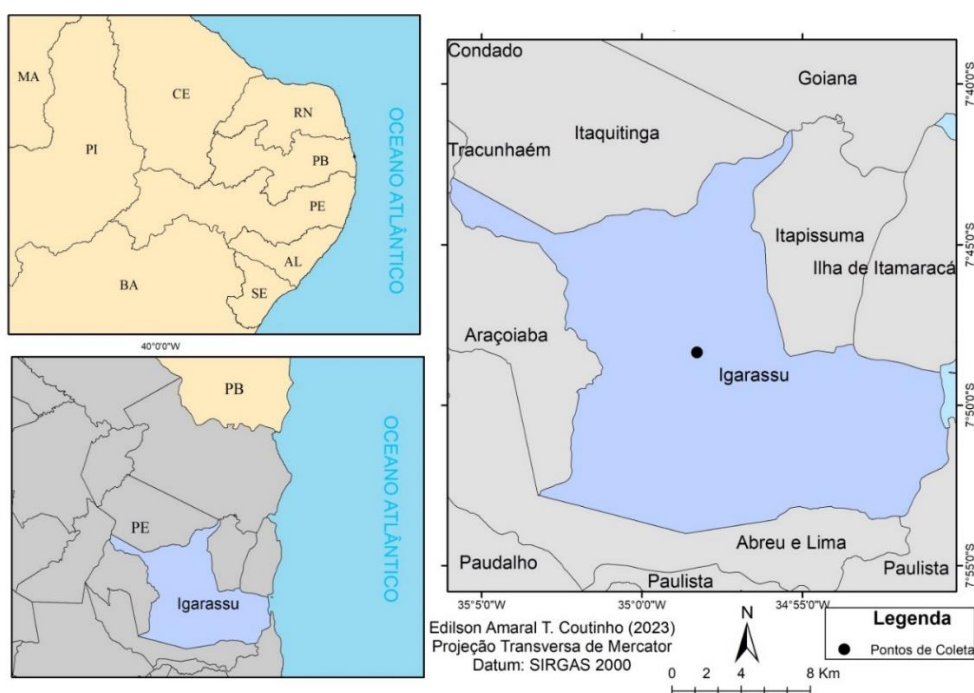 MA
CE
RN
PB
PI
PE
AL
SE
BA
OCEANO ATLÂNTICO
40°0'0"W
PB
PE
Igarassu
OCEANO ATLÂNTICO
Condado
Goiana
Itaquitinga
Tracunhaém
Itapissuma
Ilha de Itamaracá
Araçoiaba
Igarassu
Abreu e Lima
Paudalho
Paulista
Paulista
7°40'0"S
7°45'0"S
7°50'0"S
7°55'0"S
35°5'0"W
35°0'0"W
34°55'0"W
Edilson Amaral T. Coutinho (2023)
Projeção Transversa de Mercator
Datum: SIRGAS 2000
N
0 2 4 8 Km
Legenda
Pontos de Coleta